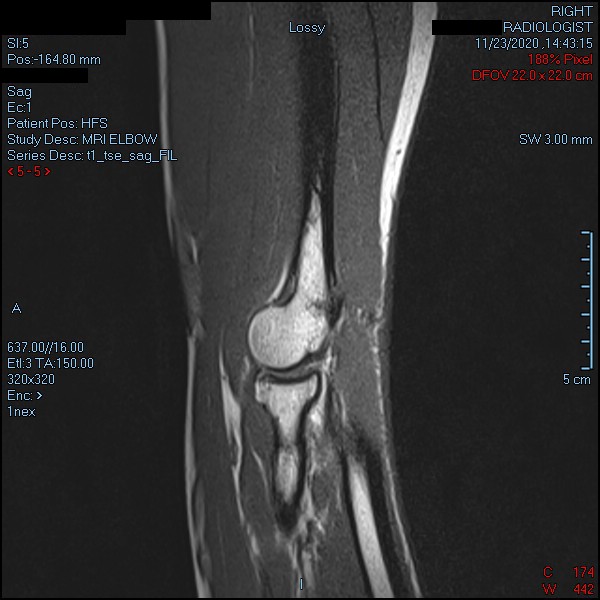 RIGHT
Lossy
RADIOLOGIST
SI:5
11/23/2020 ,14:43:15
Pos:-164.80 mm
188% Pixel
DFOV 22.0 x 22.0 cm
Sag
Ec:1
Patient Pos: HFS
Study Desc: MRI ELBOW
SW 3.00 mm
Series Desc: t1_tse_sag_FIL
< 5 - 5 >
A
637.00//16.00
Etl:3 TA:150.00
320x320
5 cm
Enc: >
1nex
C 174
I
W 442